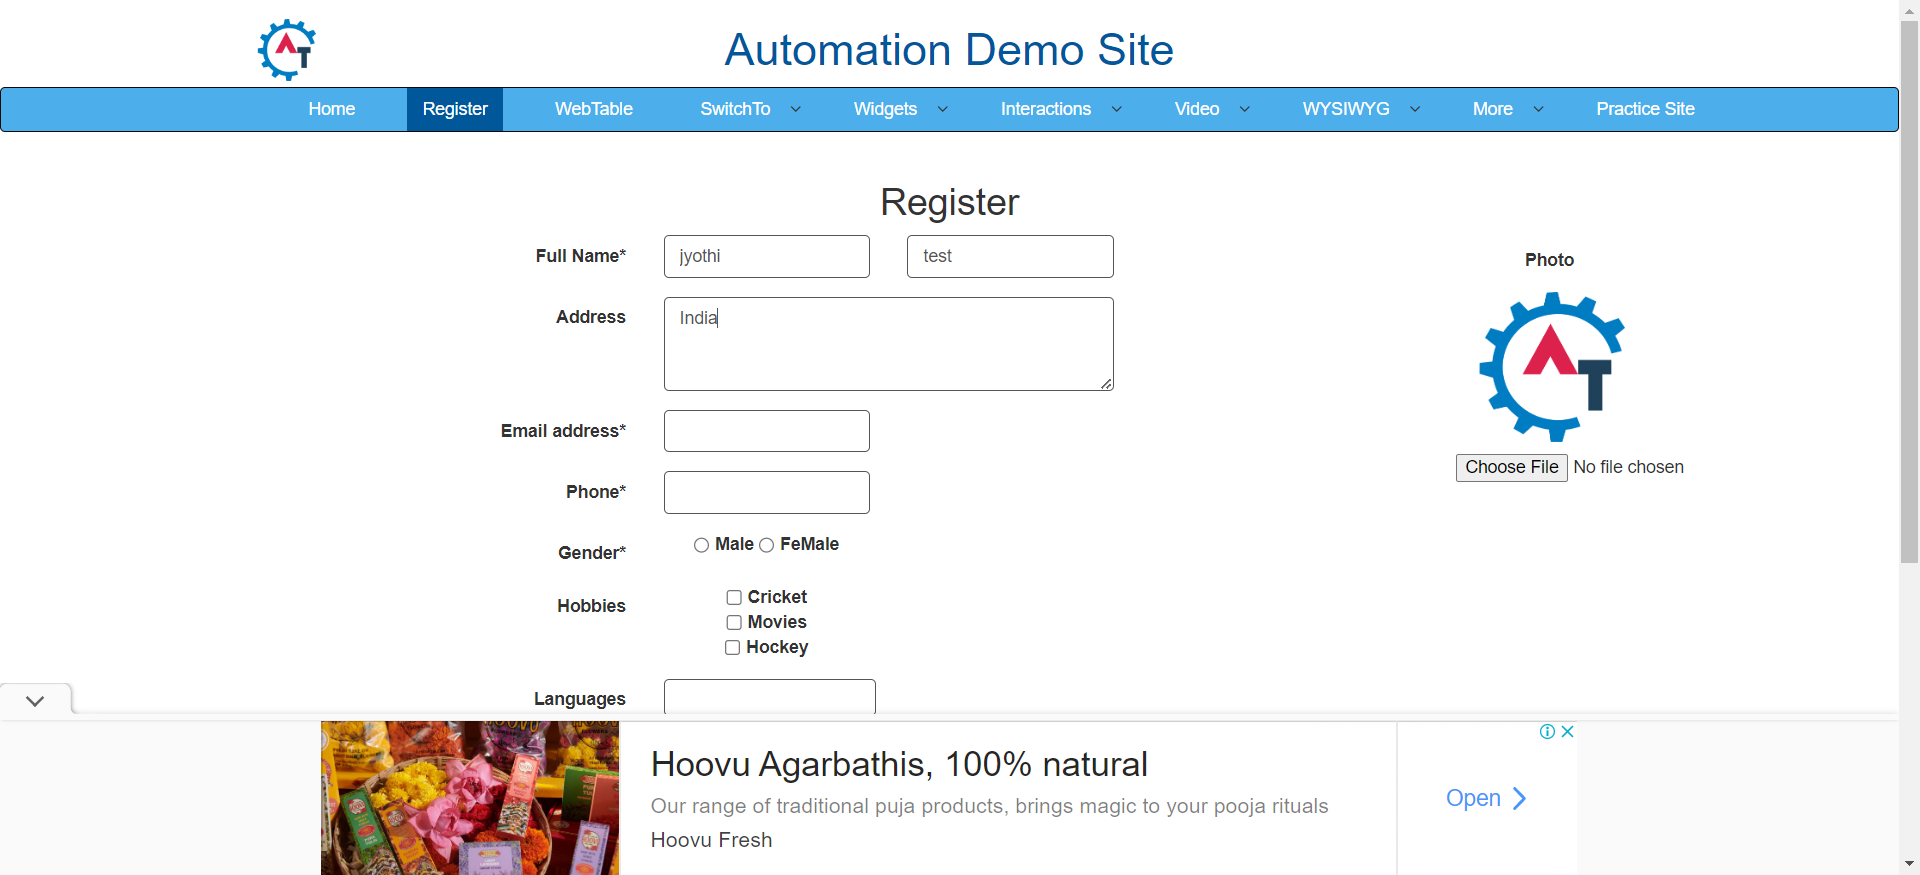 Automation Demo Site
Home Register WebTable SwitchTo Widgets Interactions Video WYSIWYG More Practice Site
Register
Full Name* jyothi test
Photo
Address India
Email address*
Choose File No file chosen
Phone*
Gender* Male FeMale
Hobbies Cricket
Movies
Hockey
Languages
Hoovu Agarbathis, 100% natural
Our range of traditional puja products, brings magic to your pooja rituals
Hoovu Fresh
Open